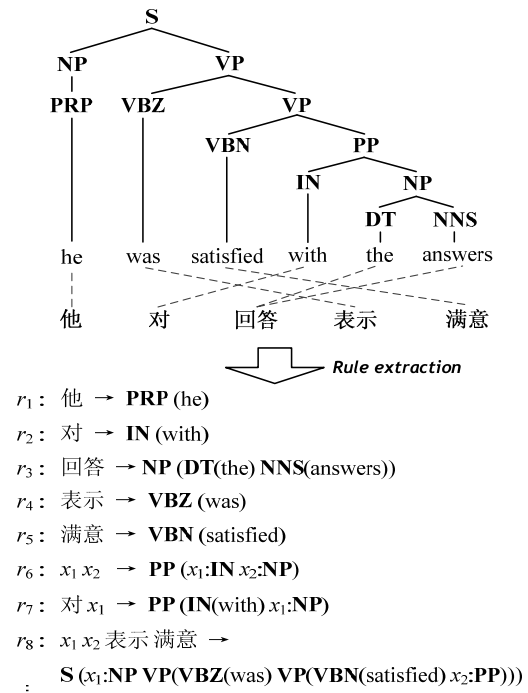 S
NP VP
PRP VBZ VP
VBN PP
IN NP
DT NNS
he was satisfied with the answers
他 对 回答 表示 满意
Rule extraction
r1: 他 → PRP (he)
r2: 对 → IN (with)
r3: 回答 → NP (DT(the) NNS(answers))
r4: 表示 → VBZ (was)
r5: 满意 → VBN (satisfied)
r6: x1 x2 → PP (x1:IN x2:NP)
r7: 对 x1 → PP (IN(with) x1:NP)
r8: x1 x2 表示 满意 →
: S (x1:NP VP(VBZ(was) VP(VBN(satisfied) x2:PP)))